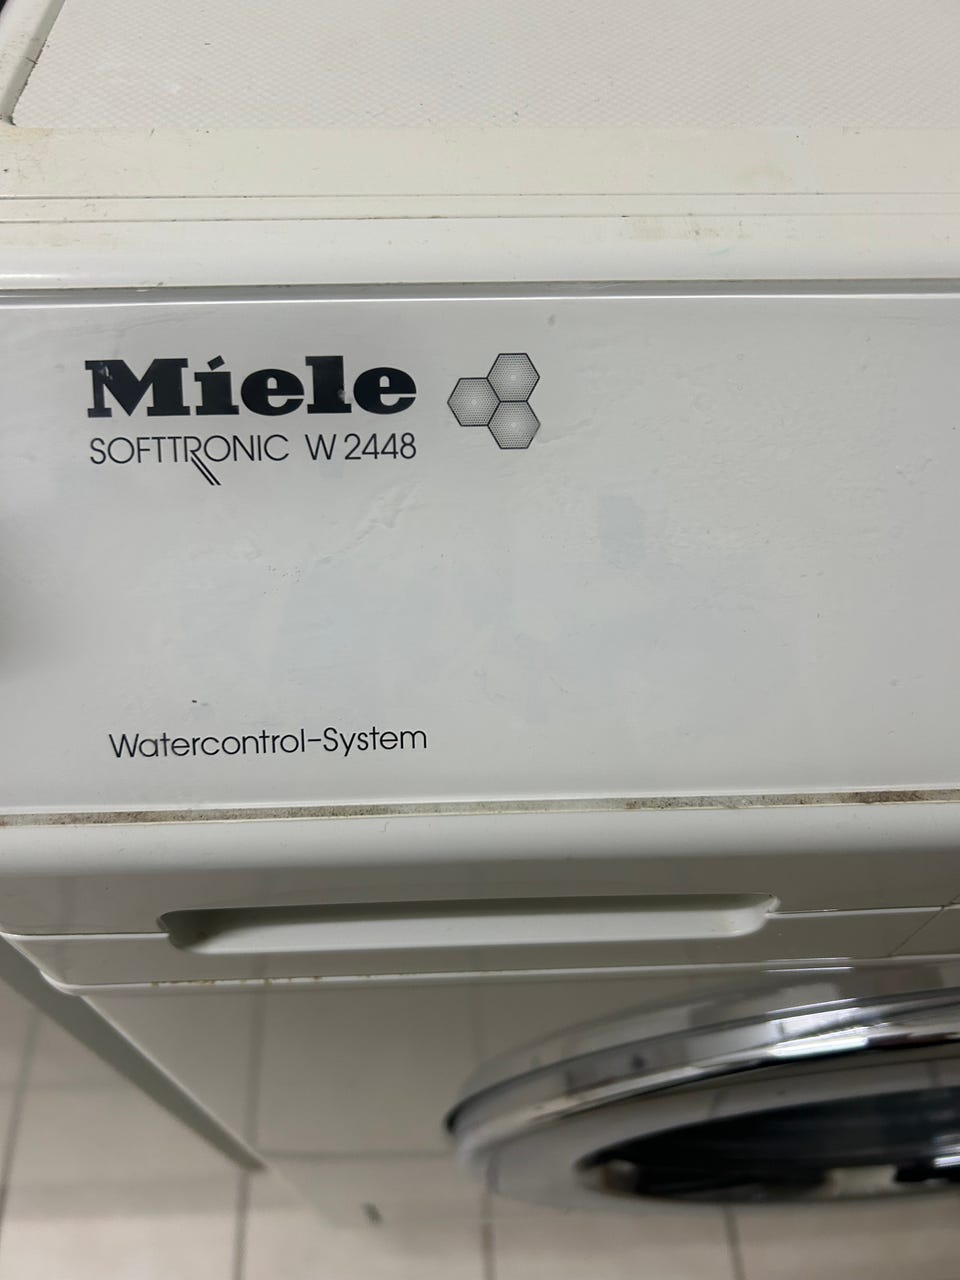 Miele
SOFTTRONIC W 2448
Watercontrol-System